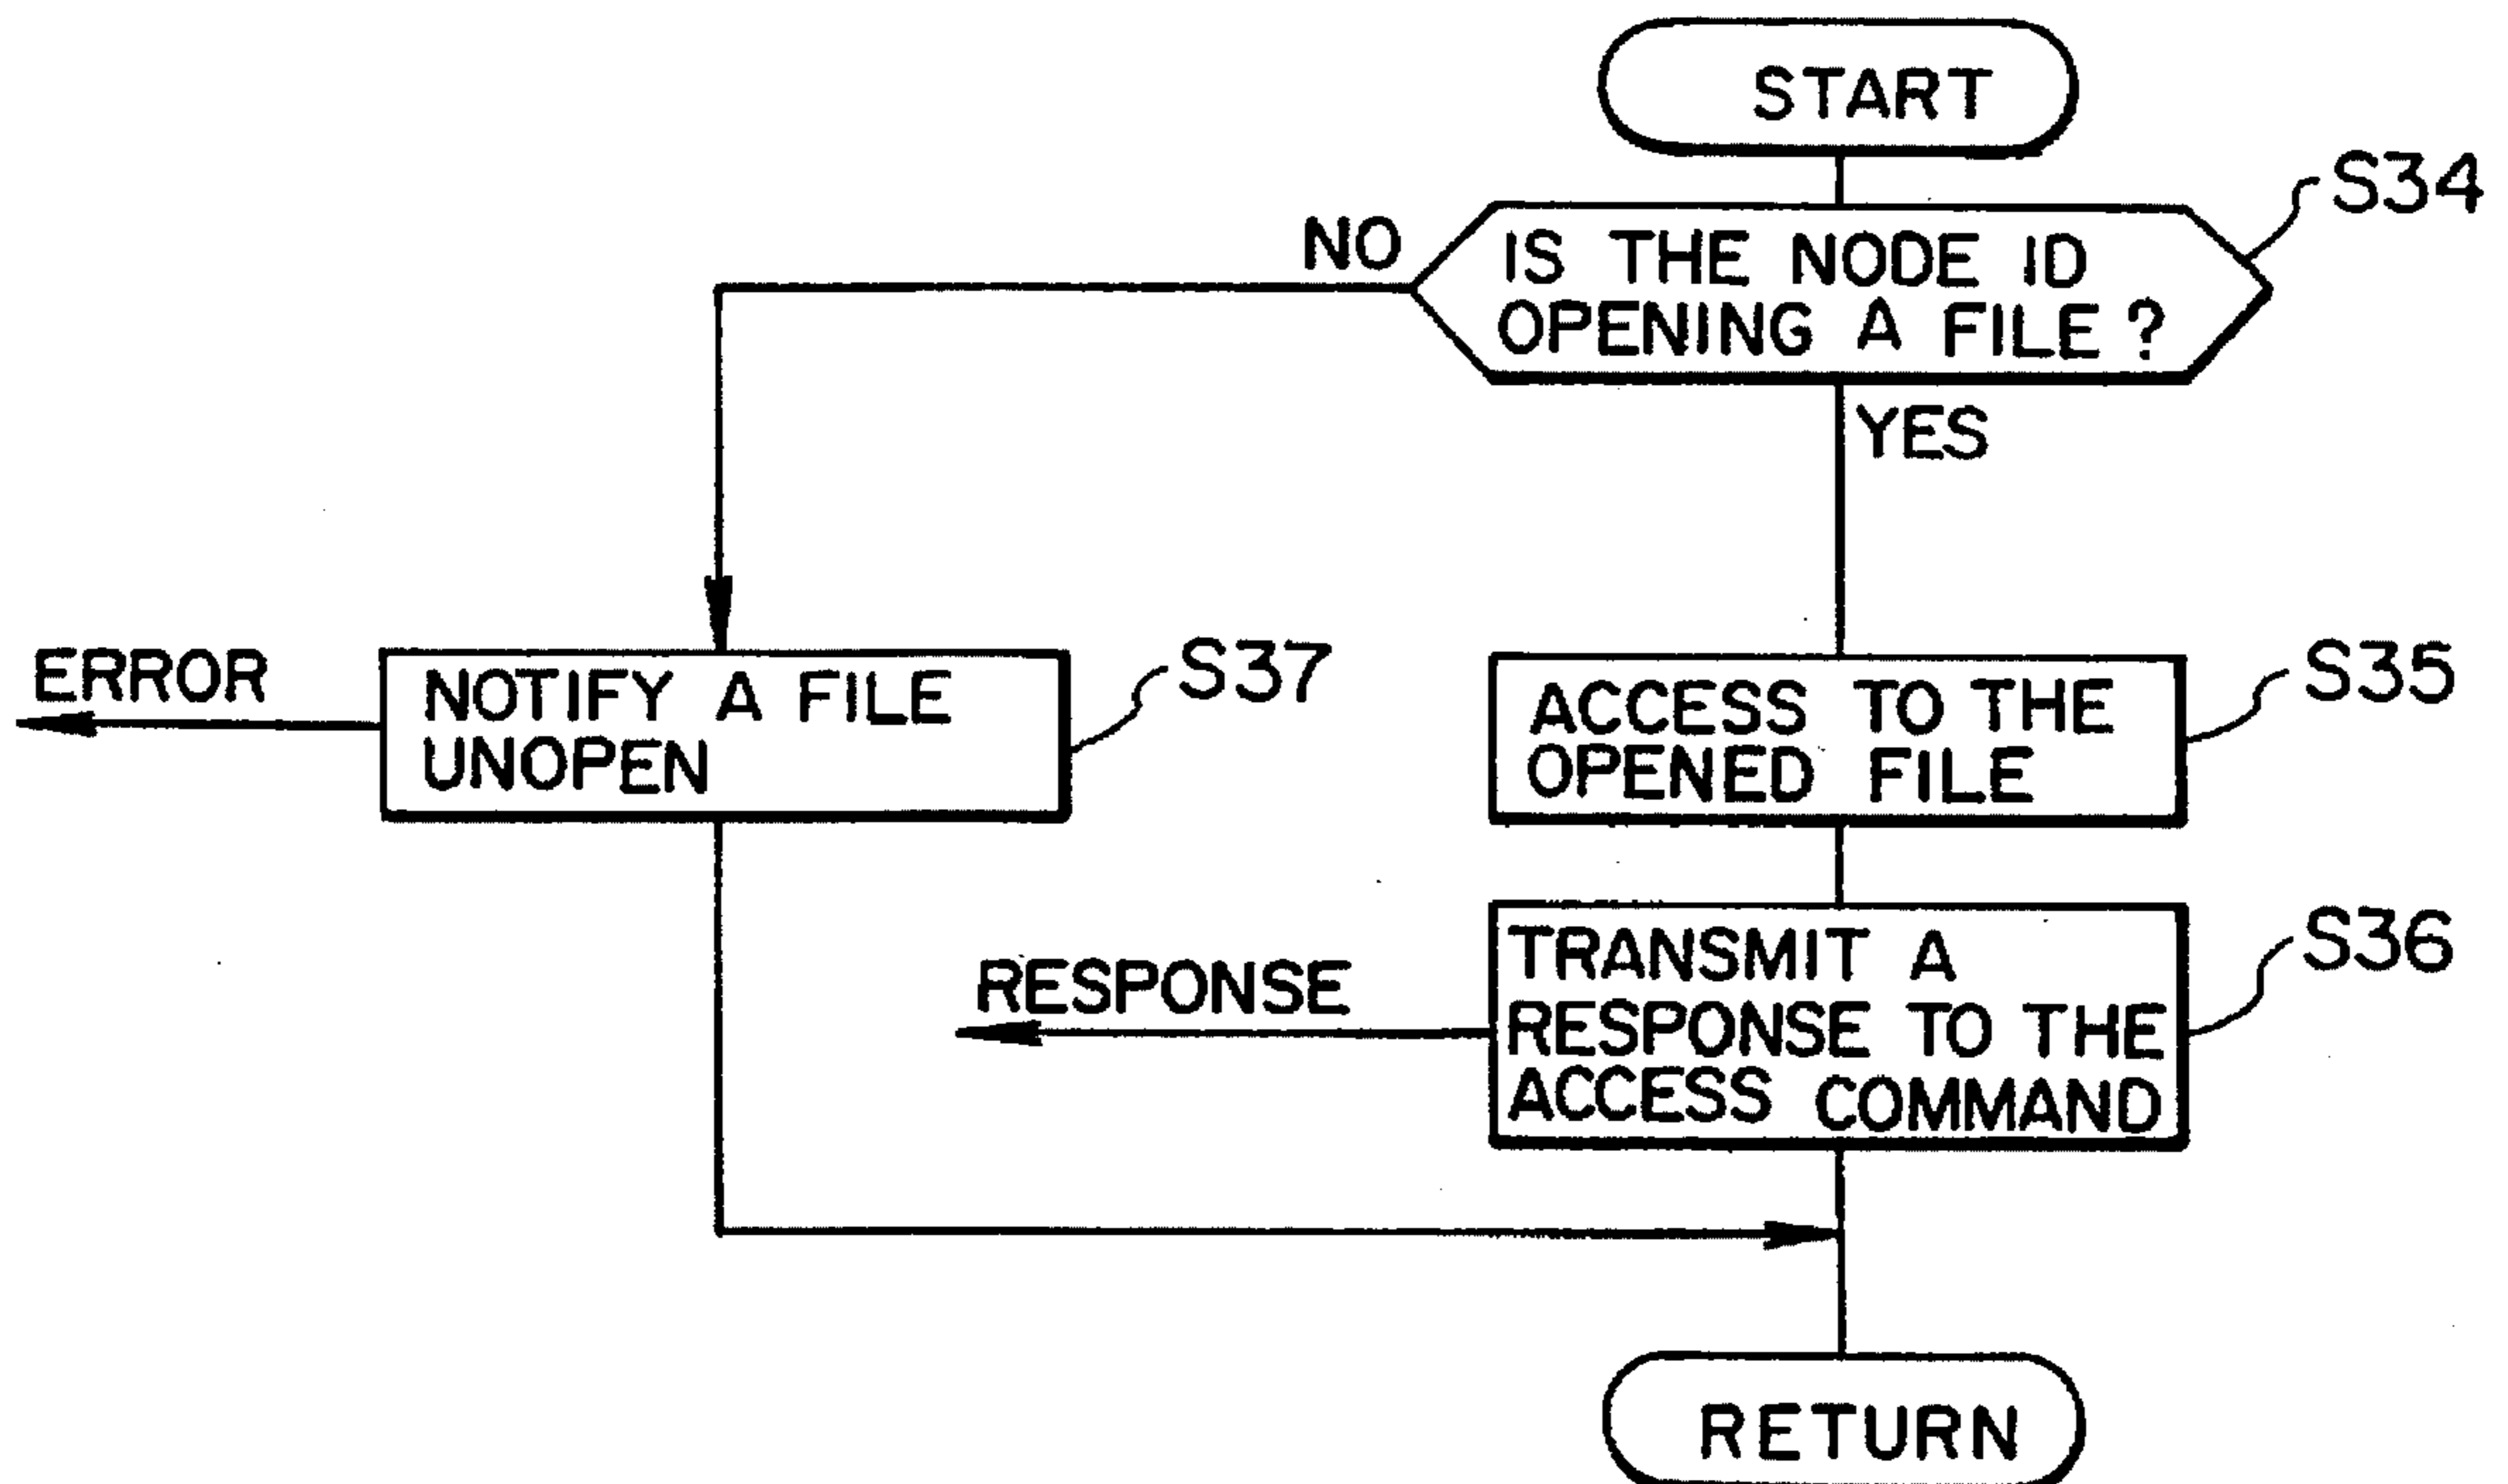 START
S34
NO
IS THE NODE ID
OPENING A FILE?
YES
ERROR
NOTIFY A FILE
UNOPEN
S37
ACCESS TO THE
OPENED FILE
S35
RESPONSE
TRANSMIT A
RESPONSE TO THE
ACCESS COMMAND
S36
RETURN